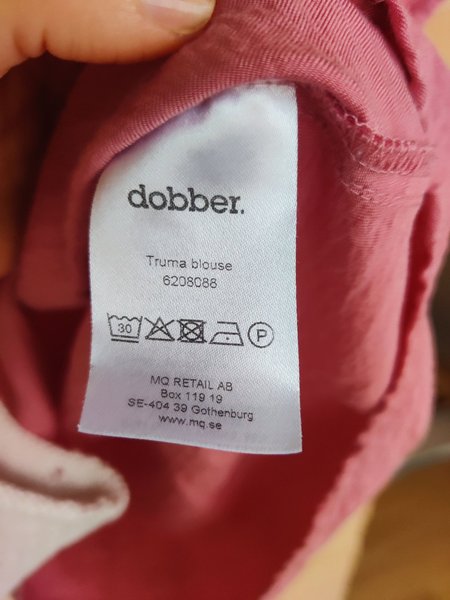 dobber.
Truma blouse
6208088
30 P
MQ RETAIL AB
Box 119 19
SE-404 39 Gothenburg
www.mq.se